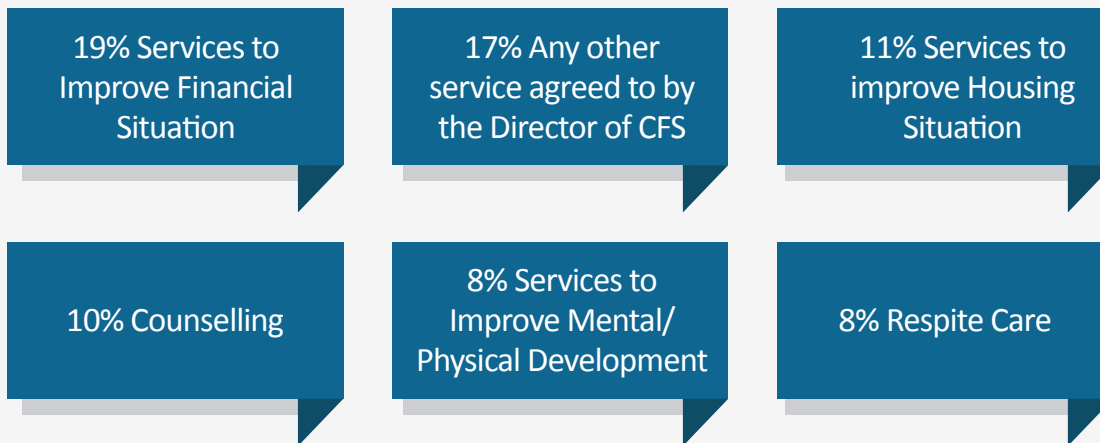 19% Services to
Improve Financial
Situation
17% Any other
service agreed to by
the Director of CFS
11% Services to
improve Housing
Situation
10% Counselling
8% Services to
Improve Mental/
Physical Development
8% Respite Care